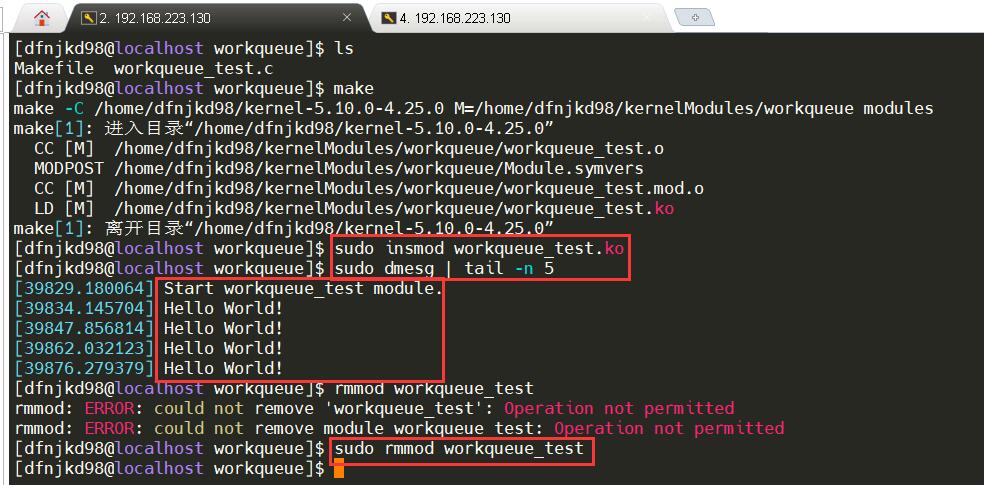 2. 192.168.223.130
4. 192.168.223.130
[dfnjkd98@localhost workqueue]$ ls
Makefile  workqueue_test.c
[dfnjkd98@localhost workqueue]$ make
make -C /home/dfnjkd98/kernel-5.10.0-4.25.0 M=/home/dfnjkd98/kernelModules/workqueue modules
make[1]: 进入目录“/home/dfnjkd98/kernel-5.10.0-4.25.0”
  CC [M]  /home/dfnjkd98/kernelModules/workqueue/workqueue_test.o
  MODPOST /home/dfnjkd98/kernelModules/workqueue/Module.symvers
  CC [M]  /home/dfnjkd98/kernelModules/workqueue/workqueue_test.mod.o
  LD [M]  /home/dfnjkd98/kernelModules/workqueue/workqueue_test.ko
make[1]: 离开目录“/home/dfnjkd98/kernel-5.10.0-4.25.0”
[dfnjkd98@localhost workqueue]$ sudo insmod workqueue_test.ko
[dfnjkd98@localhost workqueue]$ sudo dmesg | tail -n 5
[39829.180064] Start workqueue_test module.
[39834.145704] Hello World!
[39847.856814] Hello World!
[39862.032123] Hello World!
[39876.279379] Hello World!
[dfnjkd98@localhost workqueue]$ rmmod workqueue_test
rmmod: ERROR: could not remove 'workqueue_test': Operation not permitted
rmmod: ERROR: could not remove module workqueue_test: Operation not permitted
[dfnjkd98@localhost workqueue]$ sudo rmmod workqueue_test
[dfnjkd98@localhost workqueue]$